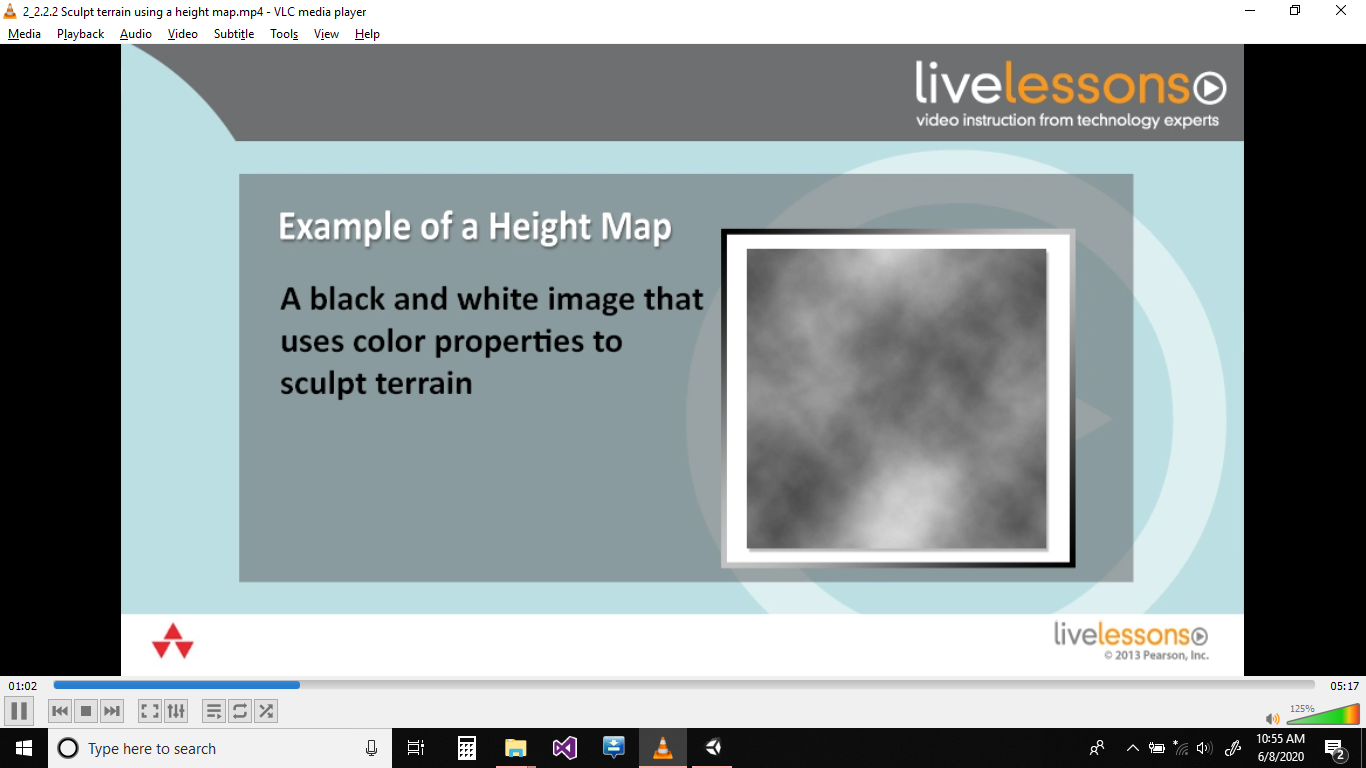 2_2.2.2 Sculpt terrain using a height map.mp4 - VLC media player
Media Playback Audio Video Subtitle Tools View Help
livelessons
video instruction from technology experts
Example of a Height Map
A black and white image that
uses color properties to
sculpt terrain
livelessons
© 2013 Pearson, Inc.
01:02
05:17
125%
Type here to search
10:55 AM
6/8/2020
2